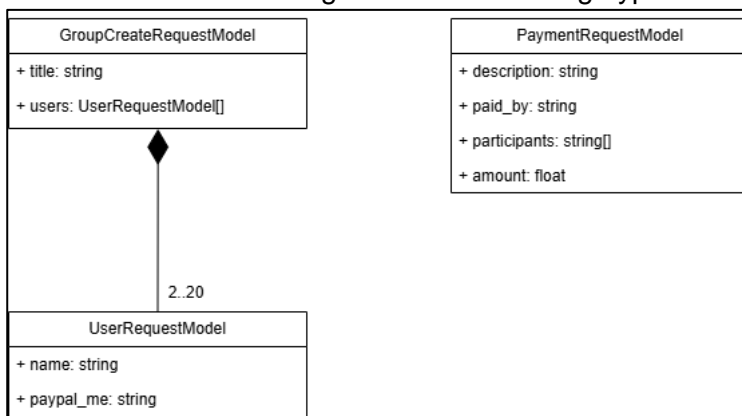 GroupCreateRequestModel
+ title: string
+ users: UserRequestModel[]
2..20
UserRequestModel
+ name: string
+ paypal_me: string
PaymentRequestModel
+ description: string
+ paid_by: string
+ participants: string[]
+ amount: float